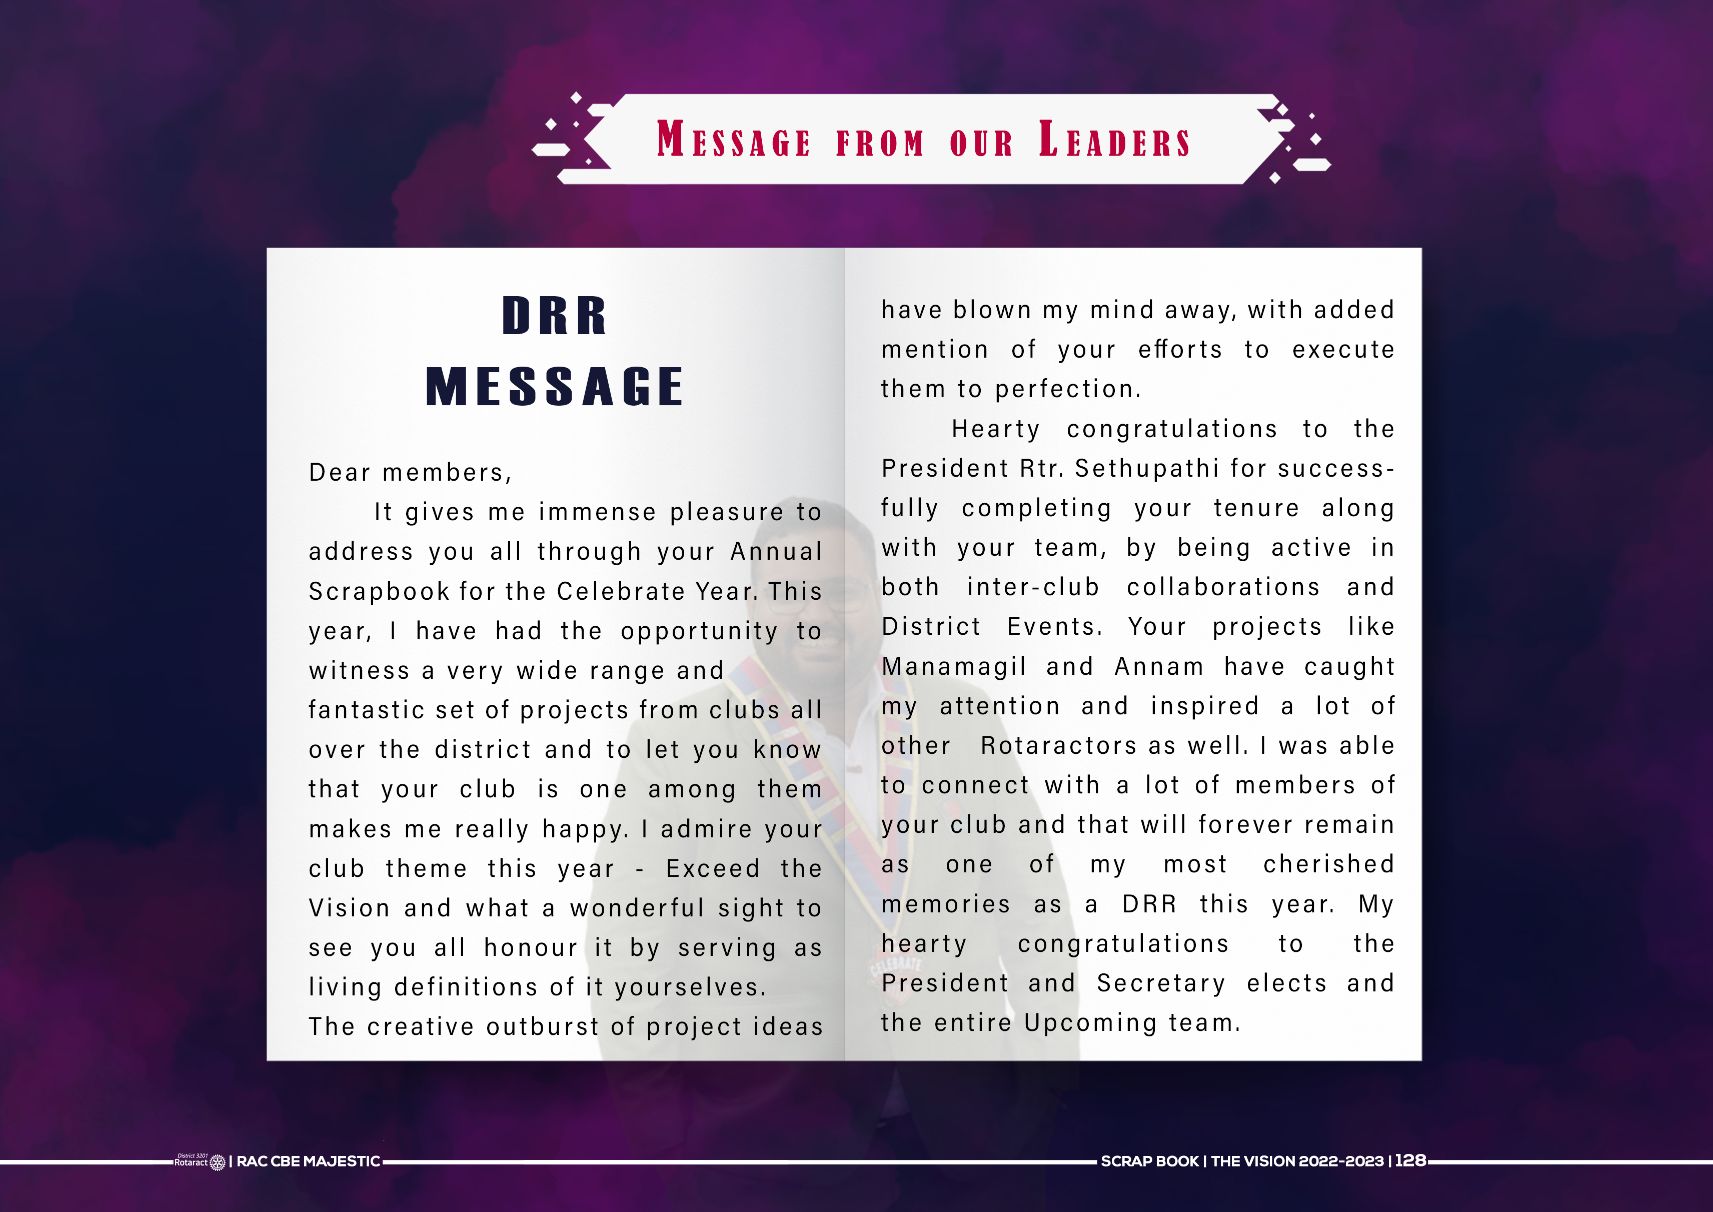 Message from our Leaders
DRR
MESSAGE
Dear members,
It gives me immense pleasure to
address you all through your Annual
Scrapbook for the Celebrate Year. This
year, I have had the opportunity to
witness a very wide range and
fantastic set of projects from clubs all
over the district and to let you know
that your club is one among them
makes me really happy. I admire your
club theme this year - Exceed the
Vision and what a wonderful sight to
see you all honour it by serving as
living definitions of it yourselves.
The creative outburst of project ideas
have blown my mind away, with added
mention of your efforts to execute
them to perfection.
Hearty congratulations to the
President Rtr. Sethupathi for success-
fully completing your tenure along
with your team, by being active in
both inter-club collaborations and
District Events. Your projects like
Manamagil and Annam have caught
my attention and inspired a lot of
other Rotaractors as well. I was able
to connect with a lot of members of
your club and that will forever remain
as one of my most cherished
memories as a DRR this year. My
hearty congratulations to the
President and Secretary elects and
the entire Upcoming team.
CELEBRATE
District 3201
Rotaract | RAC CBE MAJESTIC
SCRAP BOOK | THE VISION 2022-2023 | 128